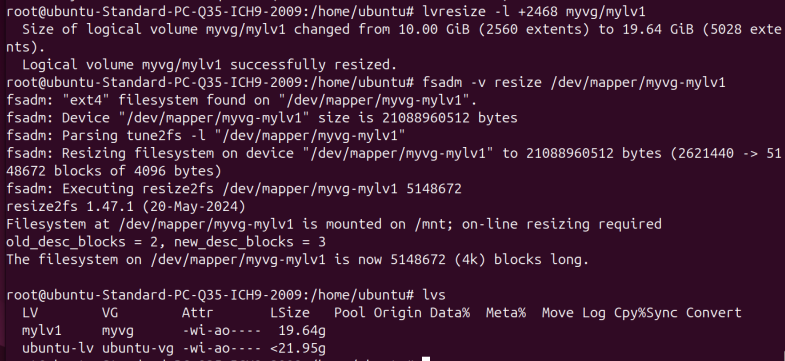 root@ubuntu-Standard-PC-Q35-ICH9-2009:/home/ubuntu# lvresize -l +2468 myvg/mylv1
  Size of logical volume myvg/mylv1 changed from 10.00 GiB (2560 extents) to 19.64 GiB (5028 exte
nts).
  Logical volume myvg/mylv1 successfully resized.
root@ubuntu-Standard-PC-Q35-ICH9-2009:/home/ubuntu# fsadm -v resize /dev/mapper/myvg-mylv1
fsadm: "ext4" filesystem found on "/dev/mapper/myvg-mylv1".
fsadm: Device "/dev/mapper/myvg-mylv1" size is 21088960512 bytes
fsadm: Parsing tune2fs -l "/dev/mapper/myvg-mylv1"
fsadm: Resizing filesystem on device "/dev/mapper/myvg-mylv1" to 21088960512 bytes (2621440 -> 51
48672 blocks of 4096 bytes)
fsadm: Executing resize2fs /dev/mapper/myvg-mylv1 5148672
resize2fs 1.47.1 (20-May-2024)
Filesystem at /dev/mapper/myvg-mylv1 is mounted on /mnt; on-line resizing required
old_desc_blocks = 2, new_desc_blocks = 3
The filesystem on /dev/mapper/myvg-mylv1 is now 5148672 (4k) blocks long.

root@ubuntu-Standard-PC-Q35-ICH9-2009:/home/ubuntu# lvs
  LV        VG        Attr       LSize   Pool Origin Data%  Meta%  Move Log Cpy%Sync Convert
  mylv1     myvg      -wi-ao----  19.64g
  ubuntu-lv ubuntu-vg -wi-ao---- <21.95g